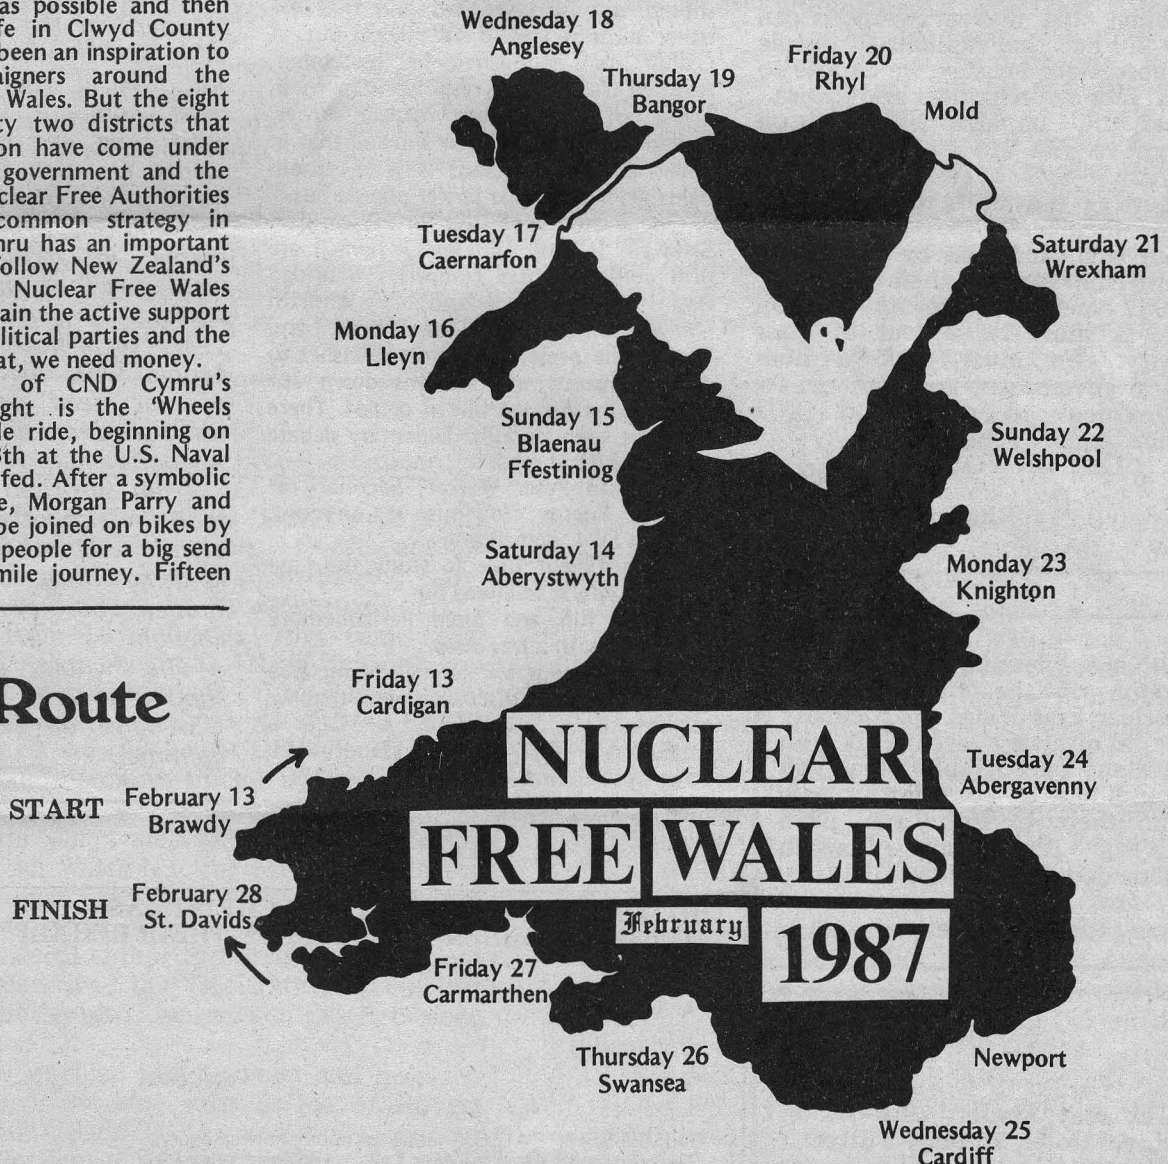 as possible and then
fe in Clwyd County
been an inspiration to
aigners around the
Wales. But the eight
ty two districts that
on have come under
government and the
clear Free Authorities
common strategy in
nru has an important
follow New Zealand's
Nuclear Free Wales
ain the active support
litical parties and the
at, we need money.
of CND Cymru's
ght is the 'Wheels
le ride, beginning on
8th at the U.S. Naval
fed. After a symbolic
e, Morgan Parry and
be joined on bikes by
people for a big send
mile journey. Fifteen
Route
START
February 13
Brawdy
FINISH
February 28
St. Davids
Friday 13
Cardigan
Saturday 14
Aberystwyth
Sunday 15
Blaenau
Ffestiniog
Monday 16
Lleyn
Tuesday 17
Caernarfon
Wednesday 18
Anglesey
Thursday 19
Bangor
Friday 20
Rhyl
Mold
Saturday 21
Wrexham
Sunday 22
Welshpool
Monday 23
Knighton
Tuesday 24
Abergavenny
Newport
Wednesday 25
Cardiff
Thursday 26
Swansea
Friday 27
Carmarthen
NUCLEAR
FREE WALES
February
1987